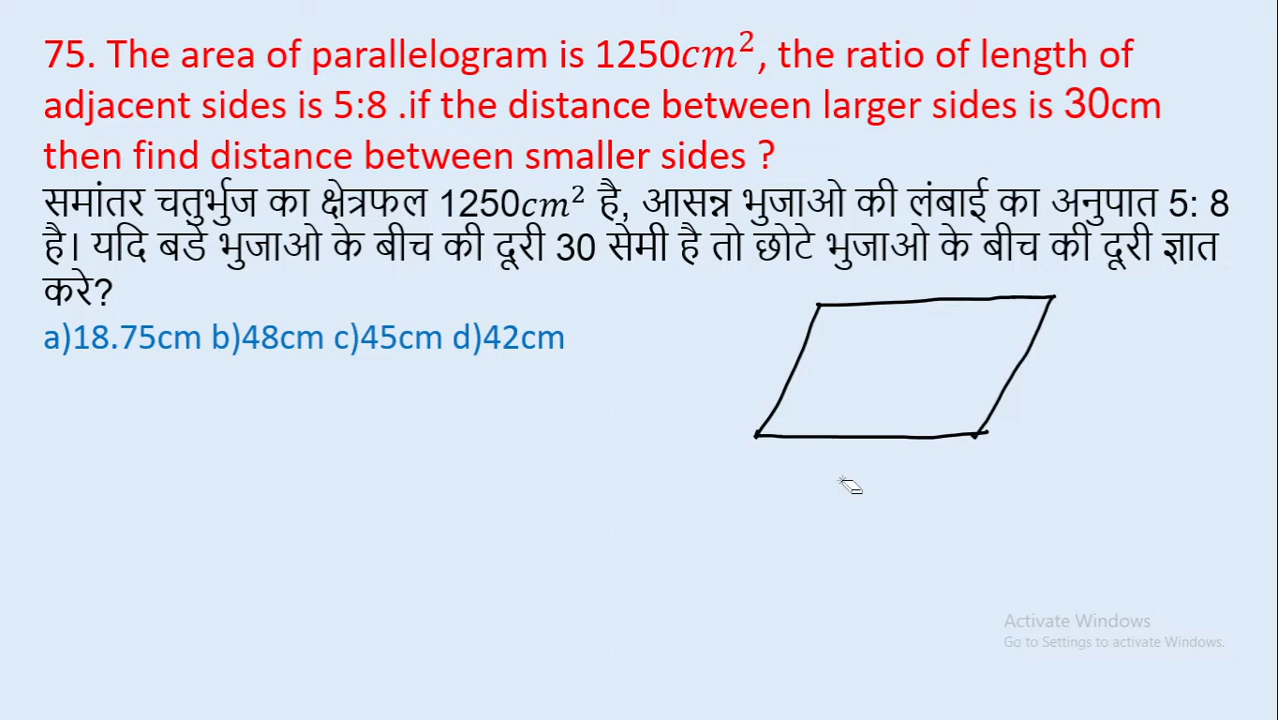 75. The area of parallelogram is 1250cm², the ratio of length of
adjacent sides is 5:8 .if the distance between larger sides is 30cm
then find distance between smaller sides ?
समांतर चतुर्भुज का क्षेत्रफल 1250cm² है, आसन्न भुजाओ की लंबाई का अनुपात 5: 8
है। यदि बडे भुजाओ के बीच की दूरी 30 सेमी है तो छोटे भुजाओ के बीच की दूरी ज्ञात
करे?
a)18.75cm b)48cm c)45cm d)42cm
Activate Windows
Go to Settings to activate Windows.